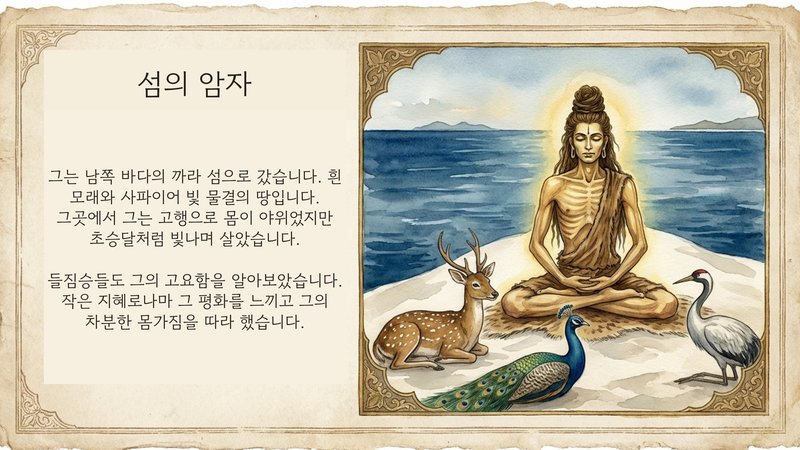 섬의 암자
그는 남쪽 바다의 까라 섬으로 갔습니다. 흰
모래와 사파이어 빛 물결의 땅입니다.
그곳에서 그는 고행으로 몸이 야위었지만
초승달처럼 빛나며 살았습니다.
들짐승들도 그의 고요함을 알아보았습니다.
작은 지혜로나마 그 평화를 느끼고 그의
차분한 몸가짐을 따라 했습니다.